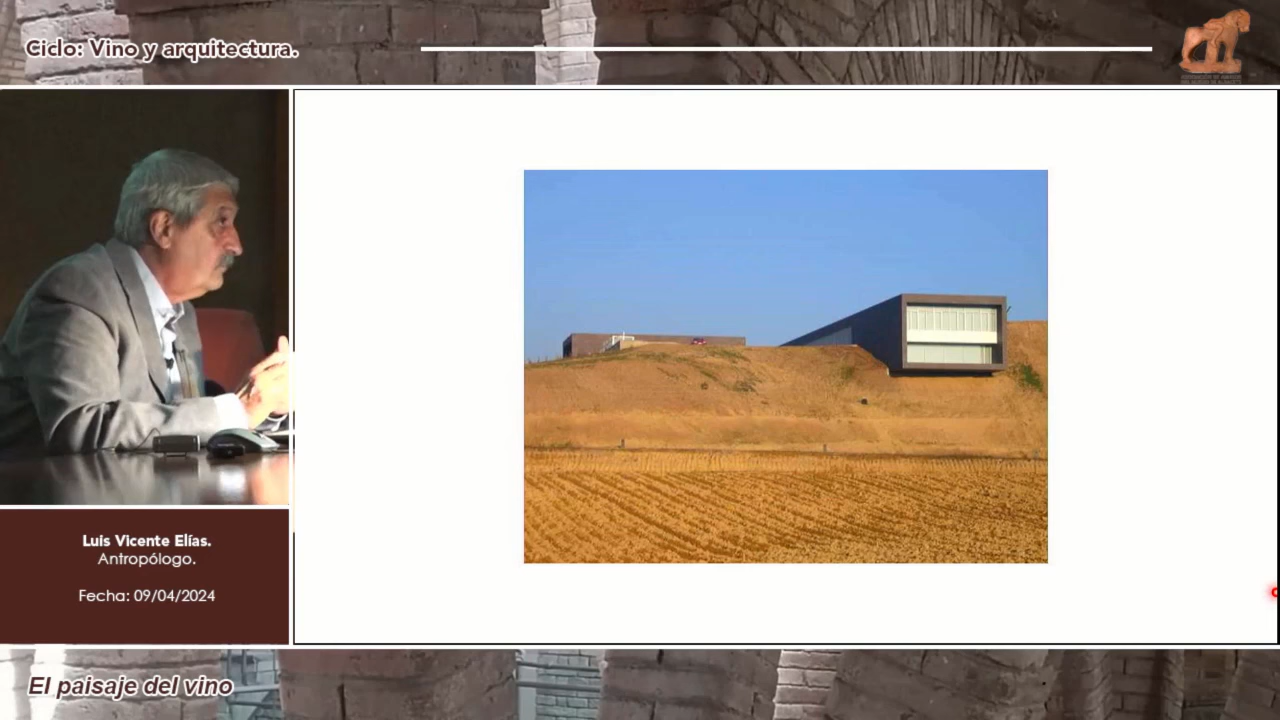 Ciclo: Vino y arquitectura.
Luis Vicente Elías.
Antropólogo.
Fecha: 09/04/2024
El paisaje del vino